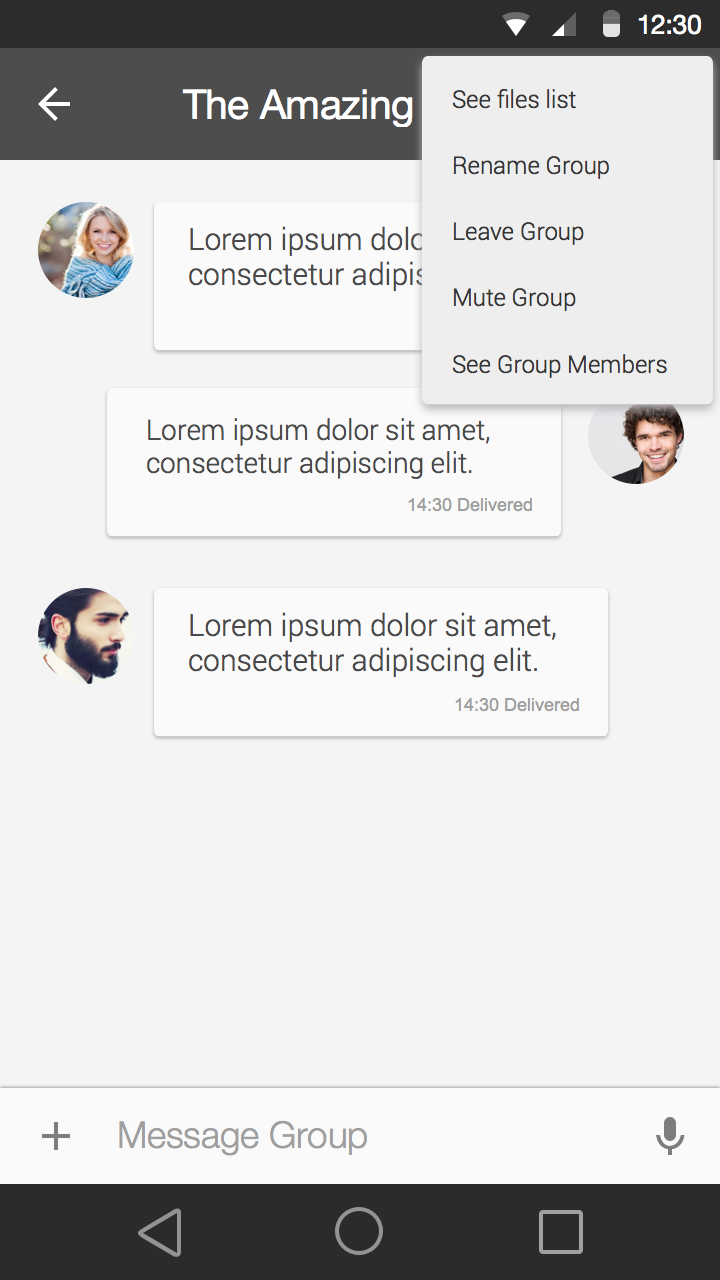 12:30
The Amazing
See files list
Rename Group
Leave Group
Mute Group
See Group Members
Lorem ipsum
consectetur
Lorem ipsum dolor sit amet,
consectetur adipiscing elit.
14:30 Delivered
Lorem ipsum dolor sit amet,
consectetur adipiscing elit.
14:30 Delivered
Message Group